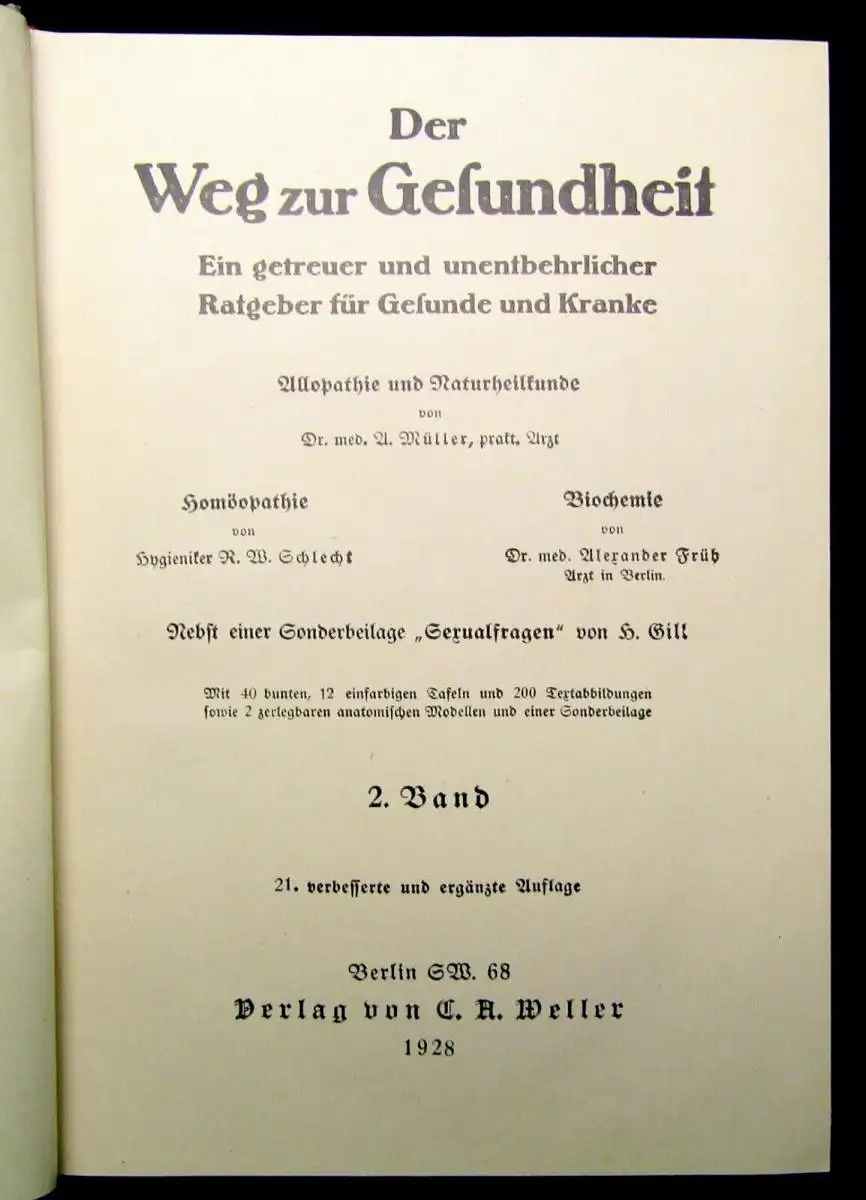 Der
Weg zur Geſundheit
Ein getreuer und unentbehrlicher
Ratgeber für Geſunde und Kranke
Allopathie und Naturheilkunde
von
Dr. med. A. Müller, prakt. Arzt
Homöopathie
von
Hygieniker R. W. Schlecht
Biochemie
von
Dr. med. Alexander Früh
Arzt in Berlin.
Nebſt einer Sonderbeilage „Sexualfragen“ von H. Gill
Mit 40 bunten, 12 einfarbigen Tafeln und 200 Textabbildungen
ſowie 2 zerlegbaren anatomiſchen Modellen und einer Sonderbeilage
2. Band
21. verbeſſerte und ergänzte Auflage
Berlin SW. 68
Verlag von C. A. Weller
1928